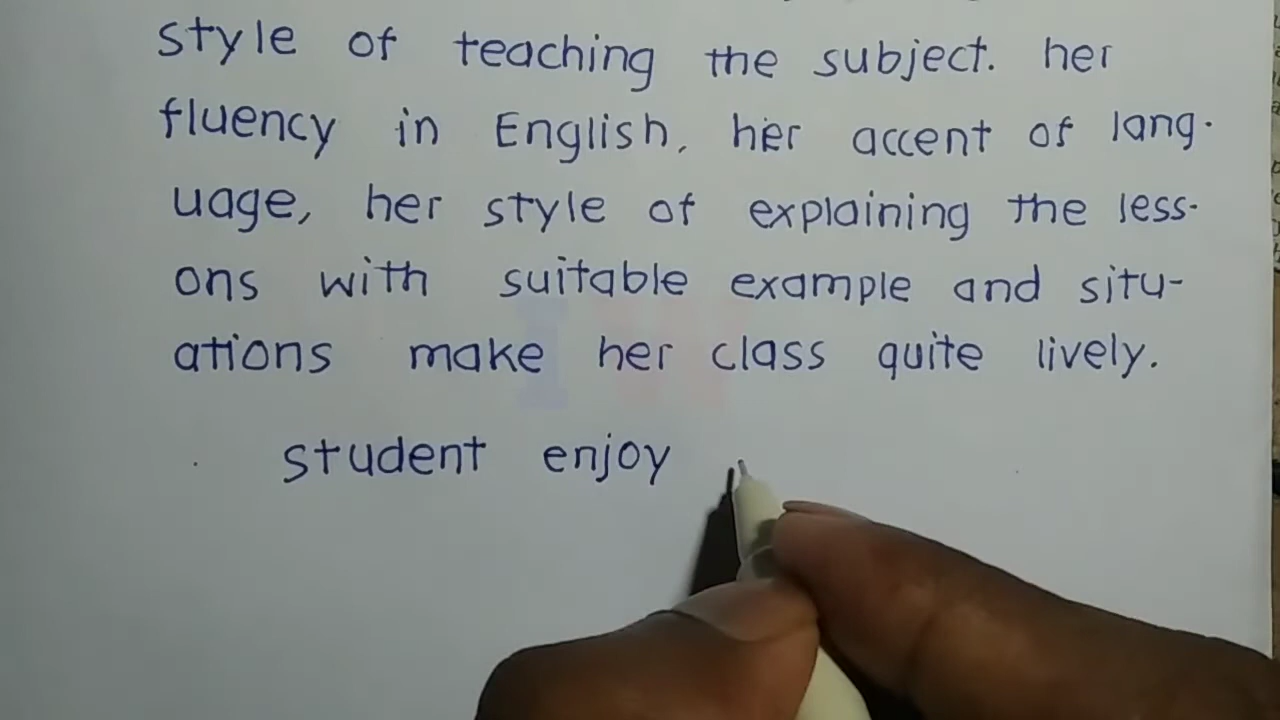 style of teaching the subject. her
fluency in English, her accent of lang-
uage, her style of explaining the less-
ons with suitable example and situ-
ations make her class quite lively.
student enjoy